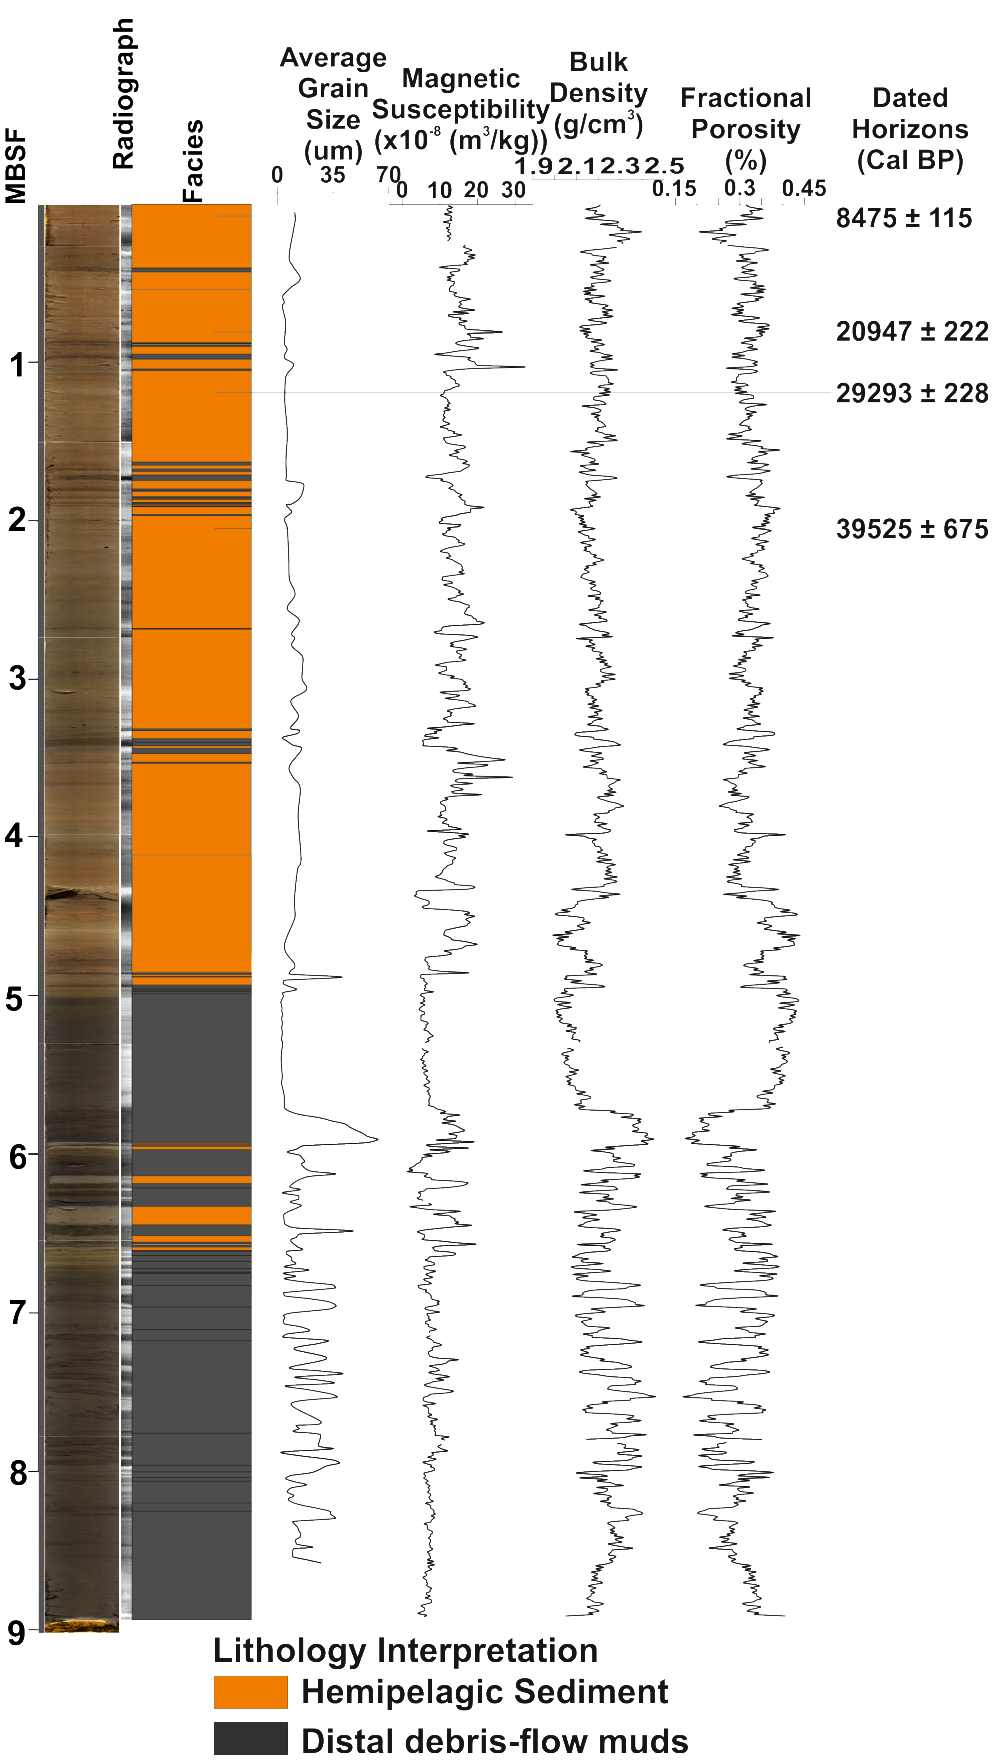 MBSF
Radiograph
Facies
Average
Grain
Size
(um)
0 35 70
Magnetic
Susceptibility
(x10⁻⁸ (m³/kg))
0 10 20 30
Bulk
Density
(g/cm³)
1.9 2.1 2.3 2.5
Fractional
Porosity
(%)
0.15 0.3 0.45
Dated
Horizons
(Cal BP)
8475 ± 115
20947 ± 222
29293 ± 228
39525 ± 675
1
2
3
4
5
6
7
8
9
Lithology Interpretation
Hemipelagic Sediment
Distal debris-flow muds